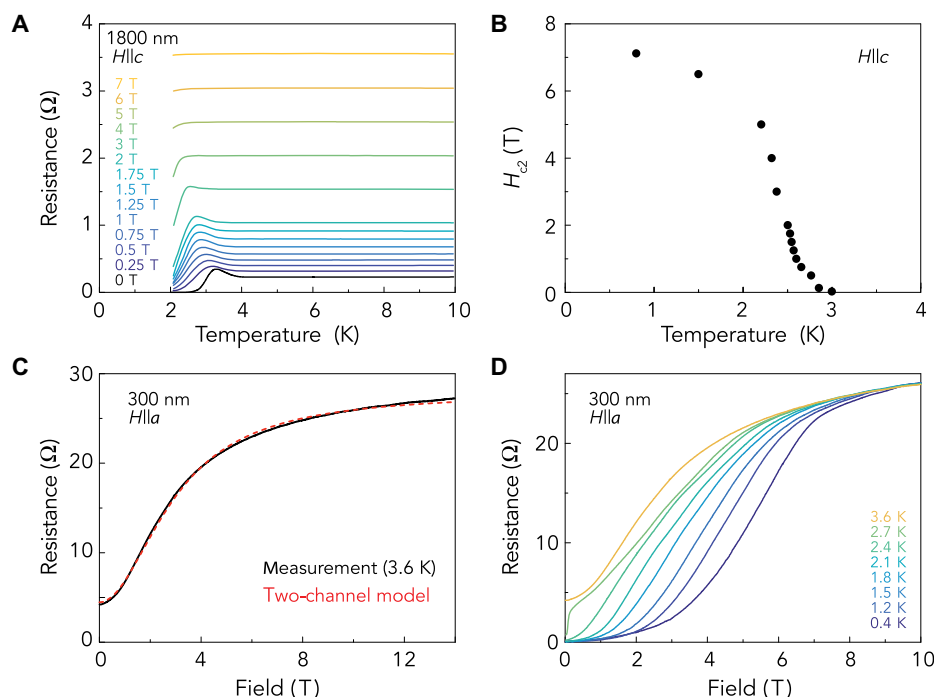 A
1800 nm
H||c
7 T
6 T
5 T
4 T
3 T
2 T
1.75 T
1.5 T
1.25 T
1 T
0.75 T
0.5 T
0.25 T
0 T
Resistance (Ω)
4
3
2
1
0
0 2 4 6 8 10
Temperature (K)
B
H||c
Hc2 (T)
8
6
4
2
0
0 1 2 3 4
Temperature (K)
C
300 nm
H||a
Resistance (Ω)
30
20
10
0
Measurement (3.6 K)
Two-channel model
0 4 8 12
Field (T)
D
300 nm
H||a
Resistance (Ω)
20
10
0
3.6 K
2.7 K
2.4 K
2.1 K
1.8 K
1.5 K
1.2 K
0.4 K
0 2 4 6 8 10
Field (T)